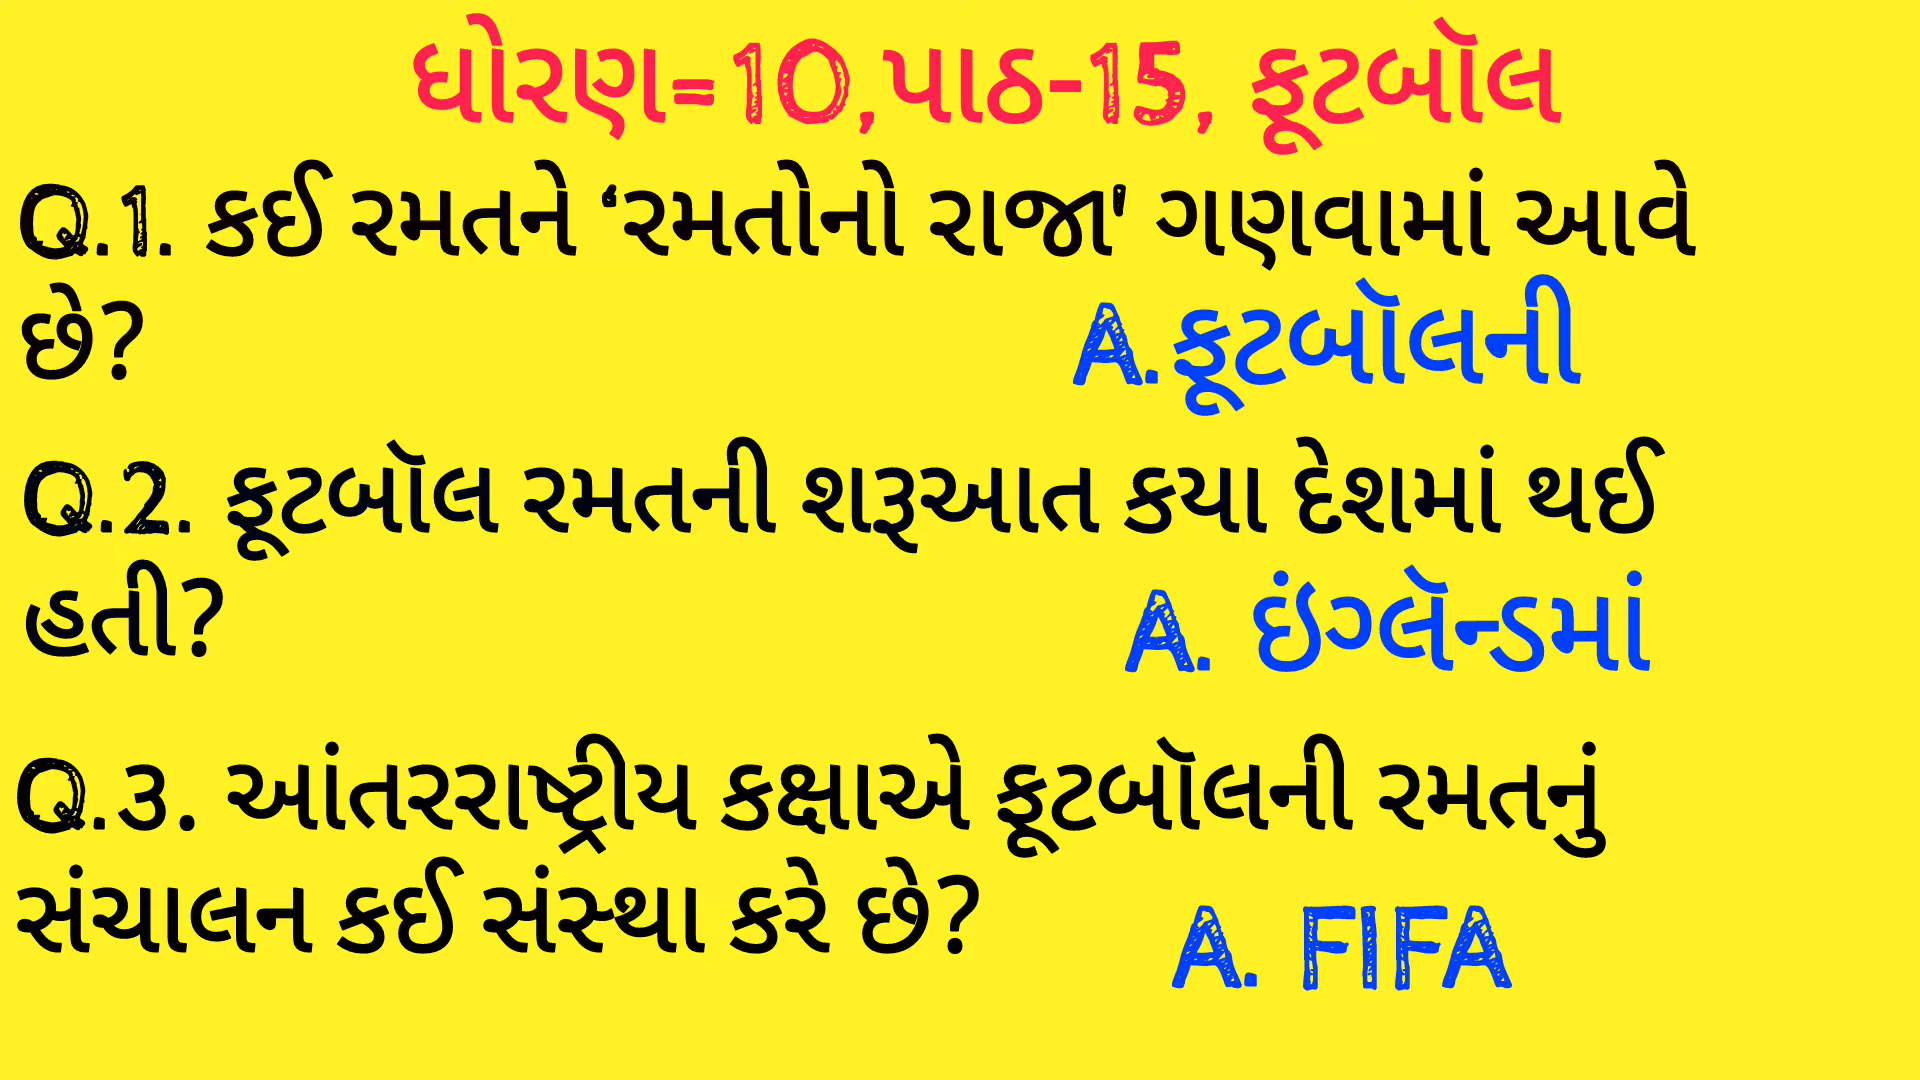 ધોરણ=10,પાઠ-15, ફૂટબૉલ
Q.1. કઈ રમતને ‘રમતોનો રાજા' ગણવામાં આવે
છે?
A.ફૂટબૉલની
Q.2. ફૂટબૉલ રમતની શરૂઆત કયા દેશમાં થઈ
હતી?
A. ઇંગ્લૅન્ડમાં
Q.૩. આંતરરાષ્ટ્રીય કક્ષાએ ફૂટબૉલની રમતનું
સંચાલન કઈ સંસ્થા કરે છે?
A. FIFA